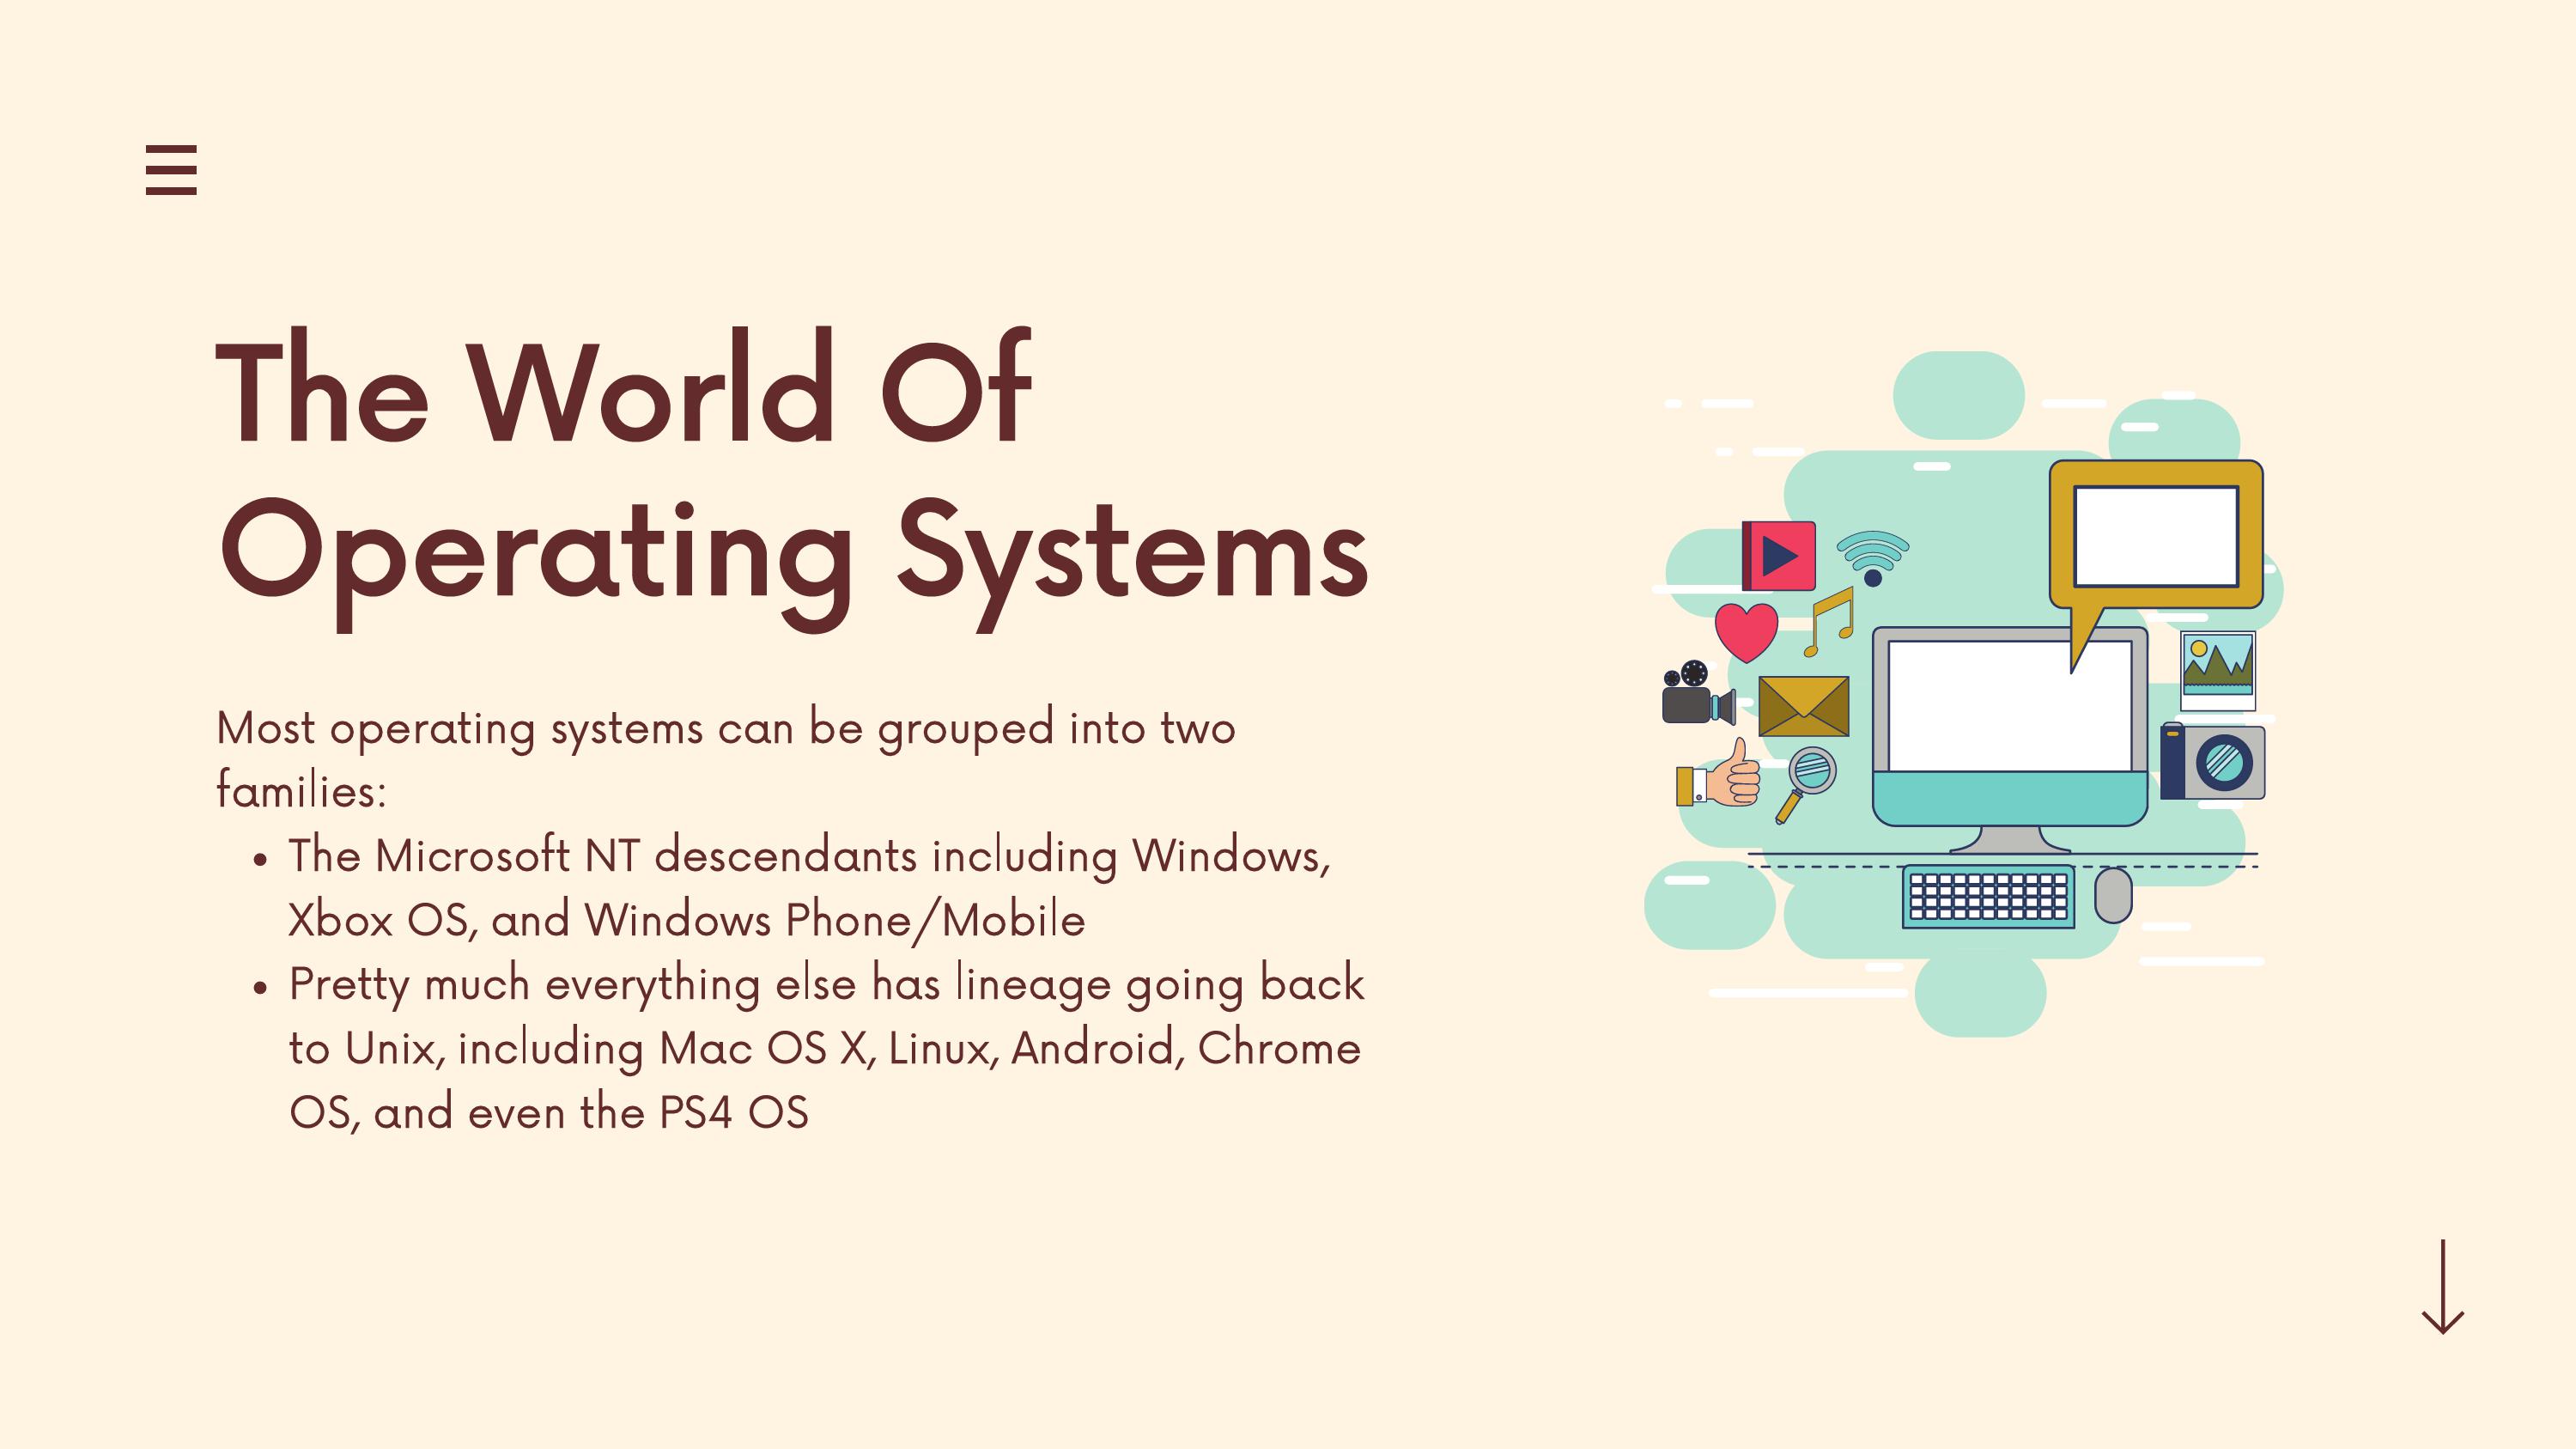 The World Of
Operating Systems
Most operating systems can be grouped into two
families:
• The Microsoft NT descendants including Windows,
Xbox OS, and Windows Phone/Mobile
• Pretty much everything else has lineage going back
to Unix, including Mac OS X, Linux, Android, Chrome
OS, and even the PS4 OS